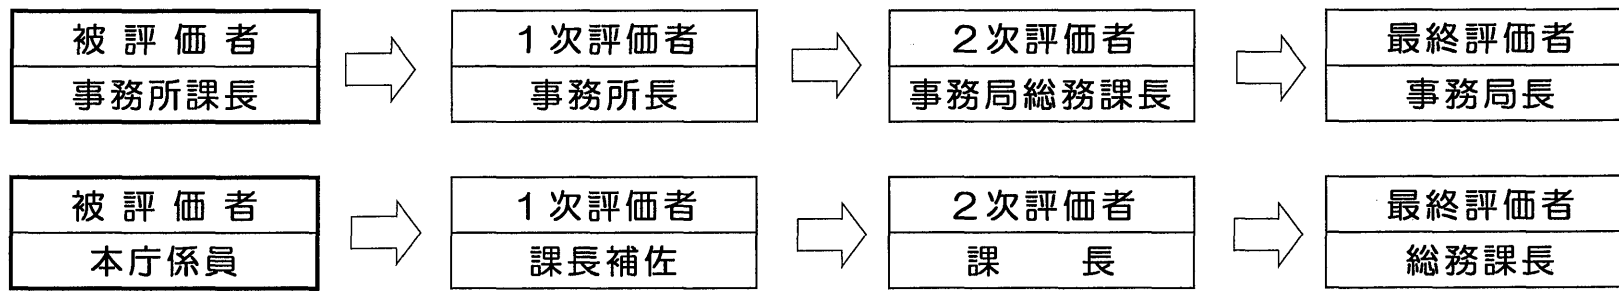 被評価者
事務所課長
1次評価者
事務所長
2次評価者
事務局総務課長
最終評価者
事務局長
被評価者
本庁係員
1次評価者
課長補佐
2次評価者
課長
最終評価者
総務課長